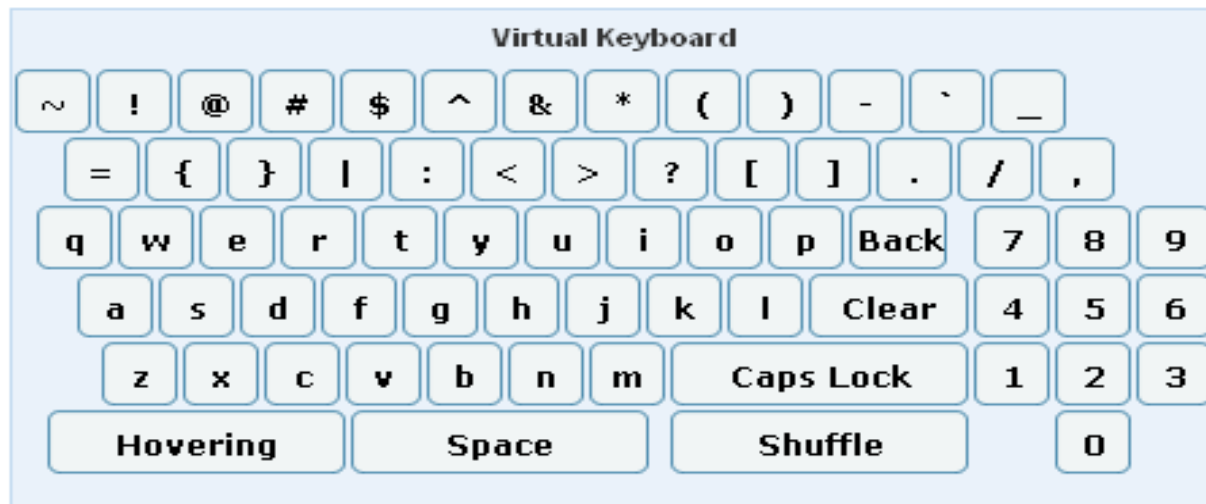 Virtual Keyboard
~ ! @ # $ ^ & * ( ) - ` _
= { } | : < > ? [ ] . / ,
q w e r t y u i o p Back 7 8 9
a s d f g h j k l Clear 4 5 6
z x c v b n m Caps Lock 1 2 3
Hovering Space Shuffle 0